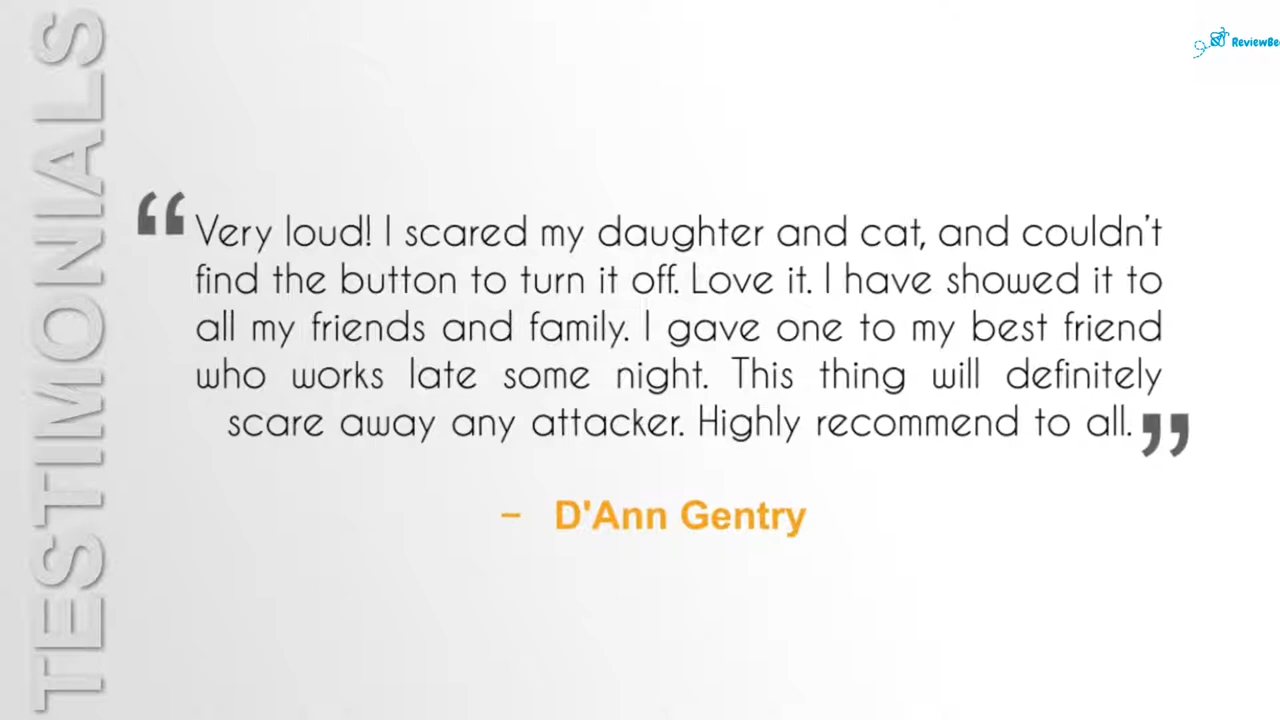 TESTIMONIALS
ReviewBee
“Very loud! I scared my daughter and cat, and couldn't
find the button to turn it off. Love it. I have showed it to
all my friends and family. I gave one to my best friend
who works late some night. This thing will definitely
scare away any attacker. Highly recommend to all.”
– D'Ann Gentry